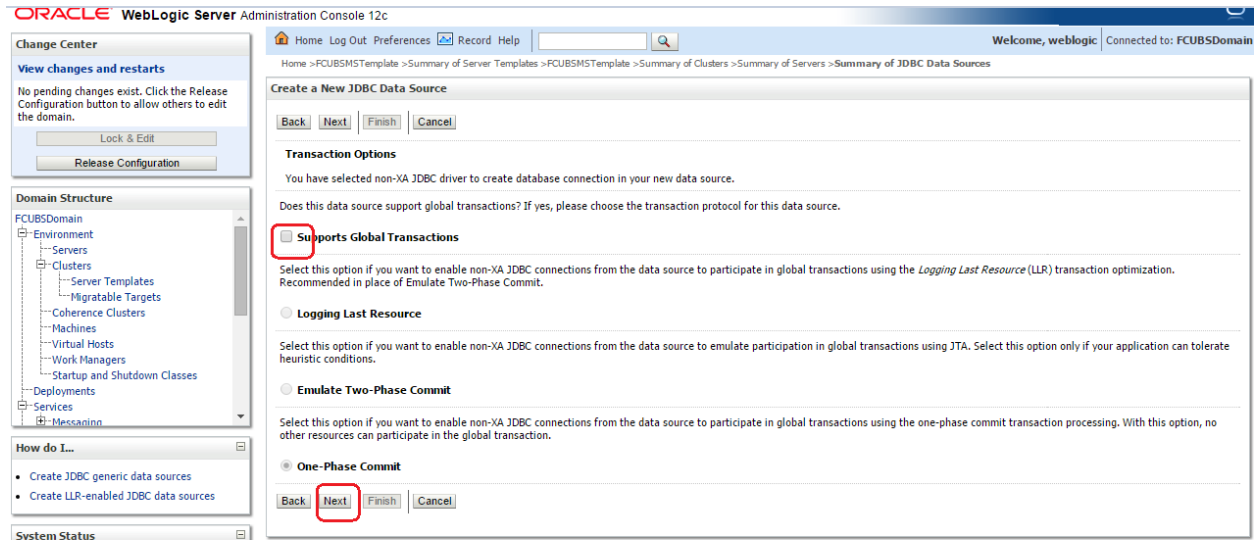 ORACLE WebLogic Server Administration Console 12c
Change Center
View changes and restarts
No pending changes exist. Click the Release
Configuration button to allow others to edit
the domain.
Lock & Edit
Release Configuration
Domain Structure
FCUBSDomain
Environment
Servers
Clusters
Server Templates
Migratable Targets
Coherence Clusters
Machines
Virtual Hosts
Work Managers
Startup and Shutdown Classes
Deployments
Services
Messaging
How do I...
Create JDBC generic data sources
Create LLR-enabled JDBC data sources
System Status
Home Log Out Preferences Record Help
Welcome, weblogic Connected to: FCUBSDomain
Home >FCUBSMSTemplate >Summary of Server Templates >FCUBSMSTemplate >Summary of Clusters >Summary of Servers >Summary of JDBC Data Sources
Create a New JDBC Data Source
Back Next Finish Cancel
Transaction Options
You have selected non-XA JDBC driver to create database connection in your new data source.
Does this data source support global transactions? If yes, please choose the transaction protocol for this data source.
Supports Global Transactions
Select this option if you want to enable non-XA JDBC connections from the data source to participate in global transactions using the Logging Last Resource (LLR) transaction optimization.
Recommended in place of Emulate Two-Phase Commit.
Logging Last Resource
Select this option if you want to enable non-XA JDBC connections from the data source to emulate participation in global transactions using JTA. Select this option only if your application can tolerate
heuristic conditions.
Emulate Two-Phase Commit
Select this option if you want to enable non-XA JDBC connections from the data source to participate in global transactions using the one-phase commit transaction processing. With this option, no
other resources can participate in the global transaction.
One-Phase Commit
Back Next Finish Cancel